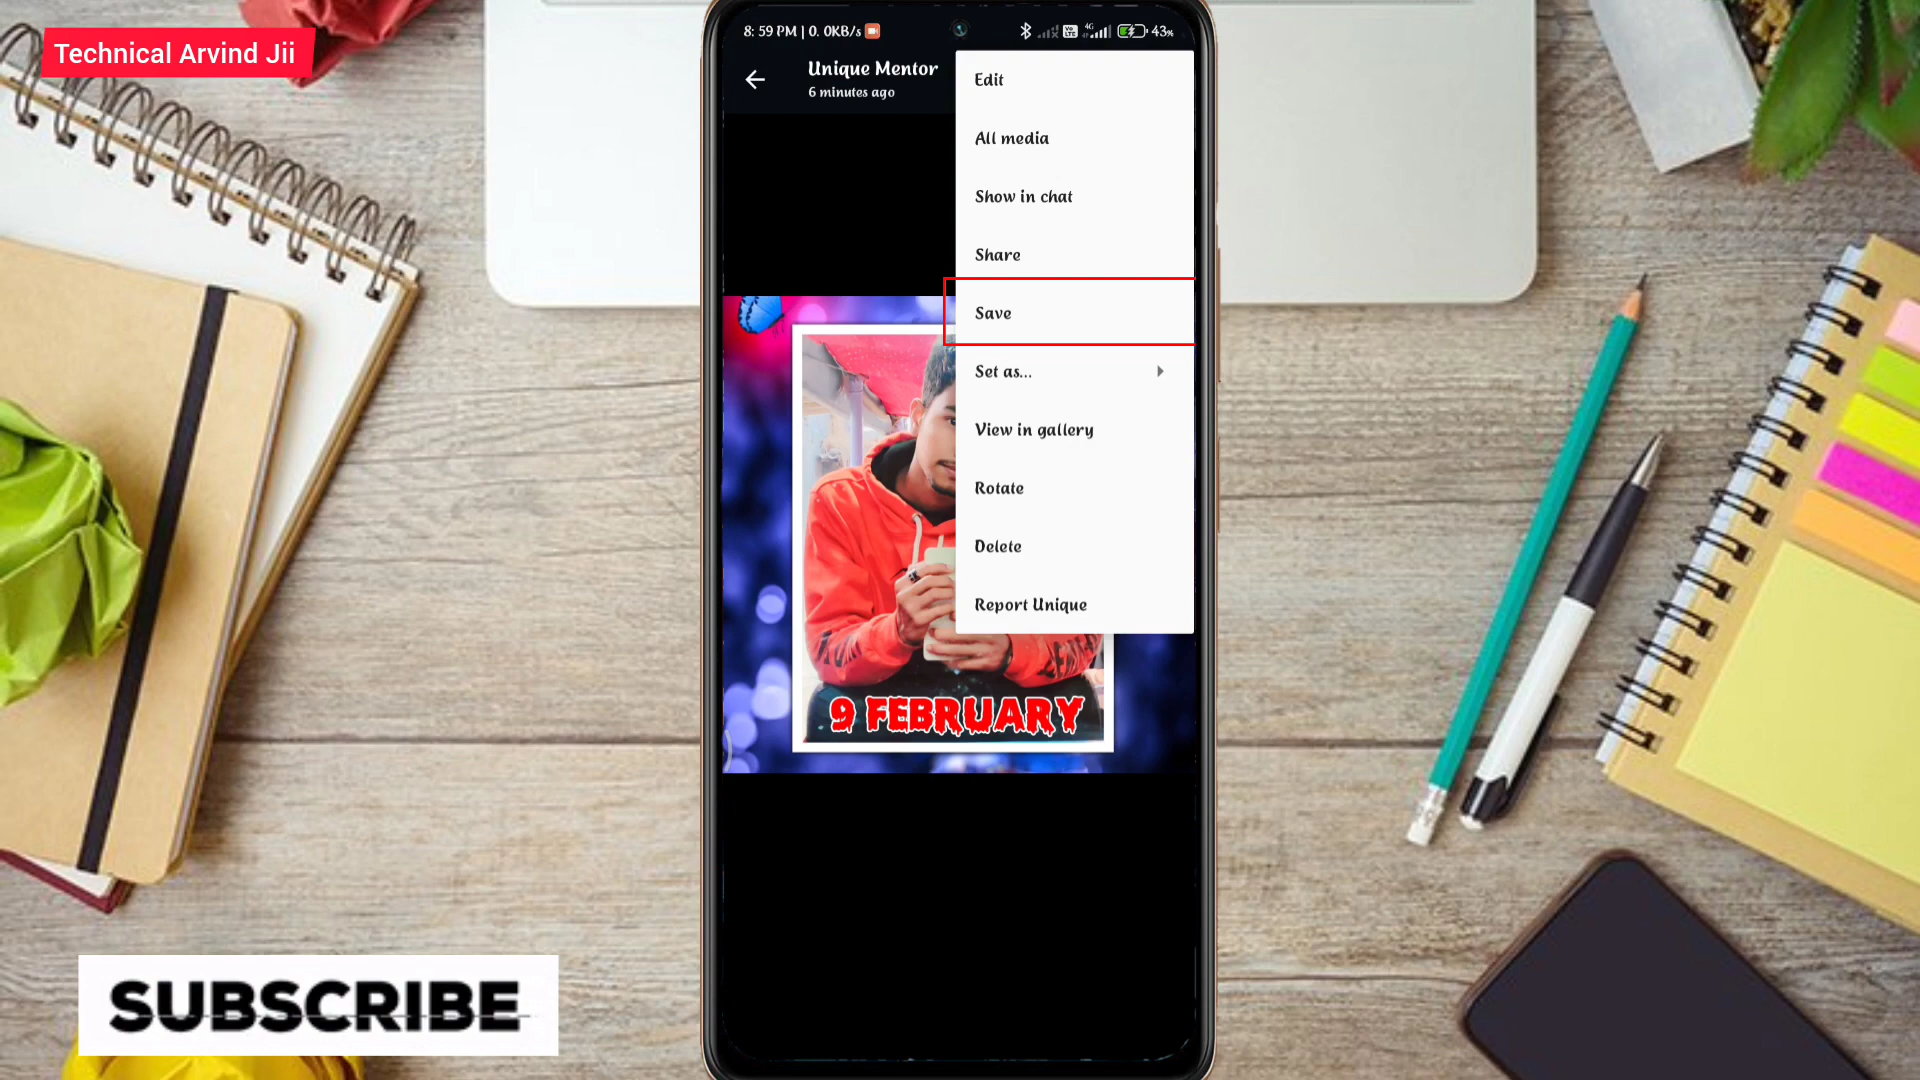 Technical Arvind Jii
8: 59 PM | 0. 0KB/s
4G
43%
Unique Mentor
6 minutes ago
Edit
All media
Show in chat
Share
Save
Set as...
View in gallery
Rotate
Delete
Report Unique
9 FEBRUARY
SUBSCRIBE